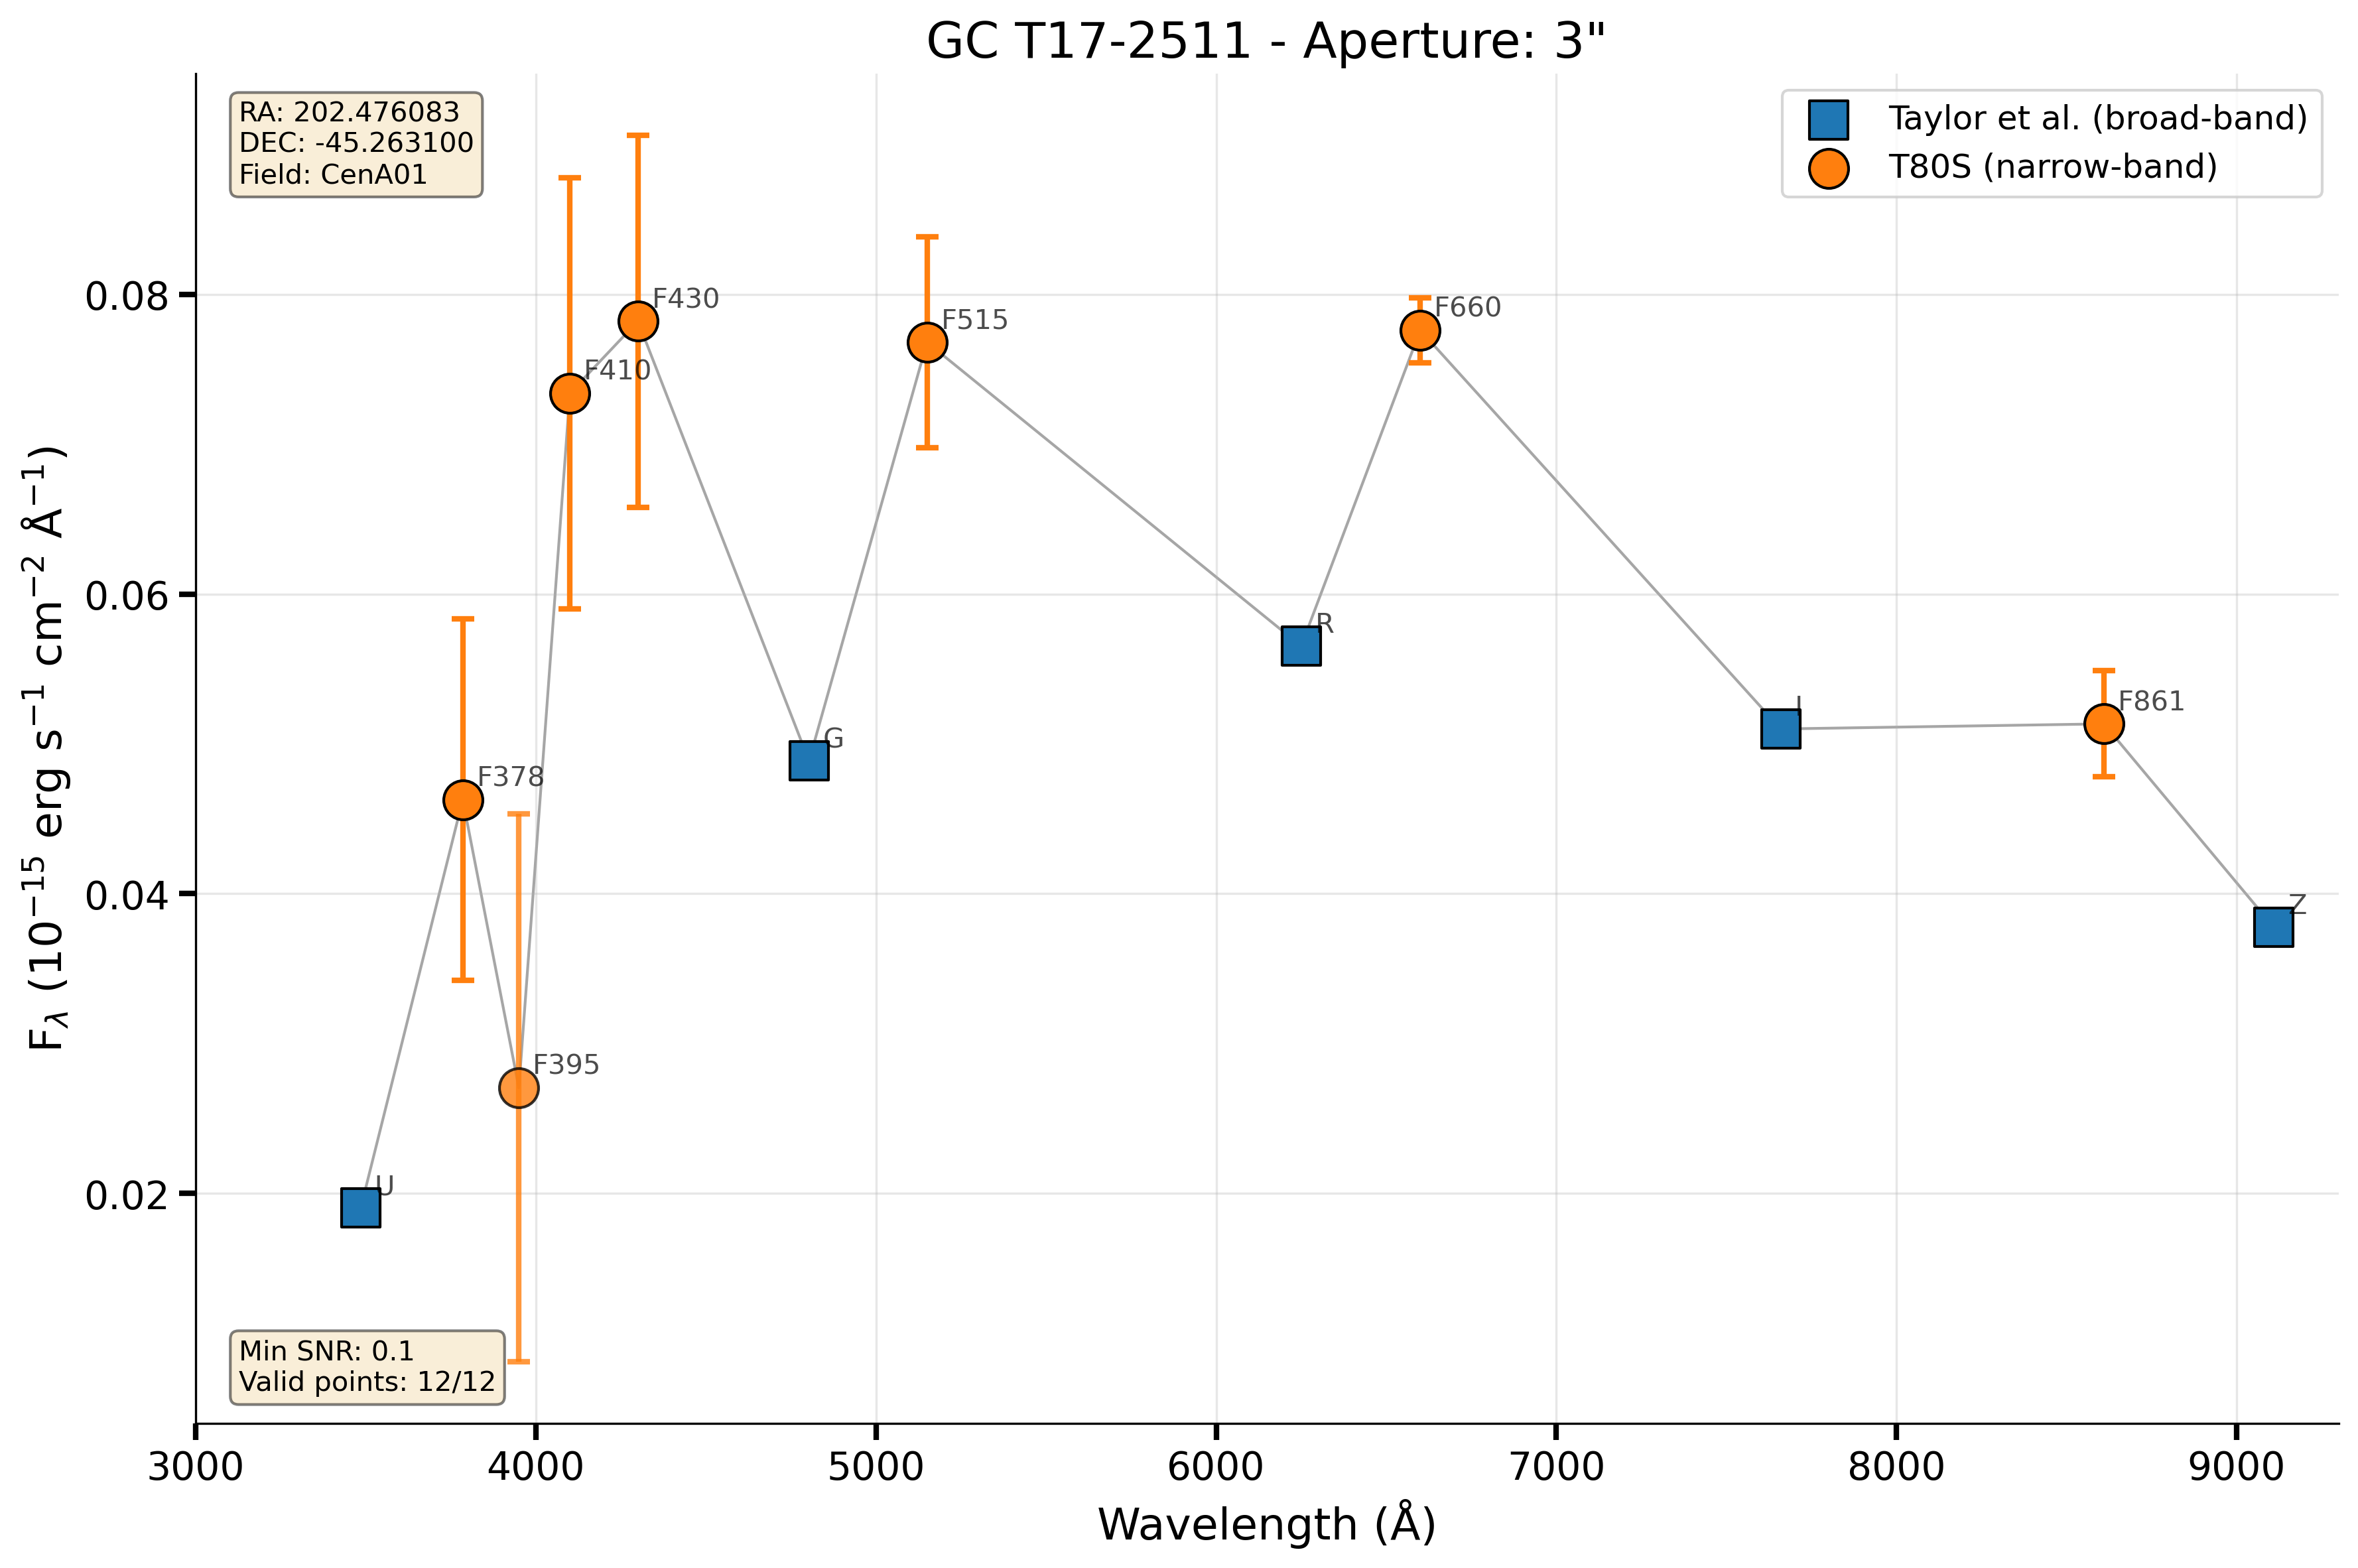 GC T17-2511 - Aperture: 3"
RA: 202.476083
DEC: -45.263100
Field: CenA01
Taylor et al. (broad-band)
T80S (narrow-band)
F430
F660
F515
F410
R
F861
I
G
F378
Z
F395
U
Min SNR: 0.1
Valid points: 12/12
0.08
0.06
0.04
0.02
Fλ (10⁻¹⁵ erg s⁻¹ cm⁻² Å⁻¹)
3000 4000 5000 6000 7000 8000 9000
Wavelength (Å)